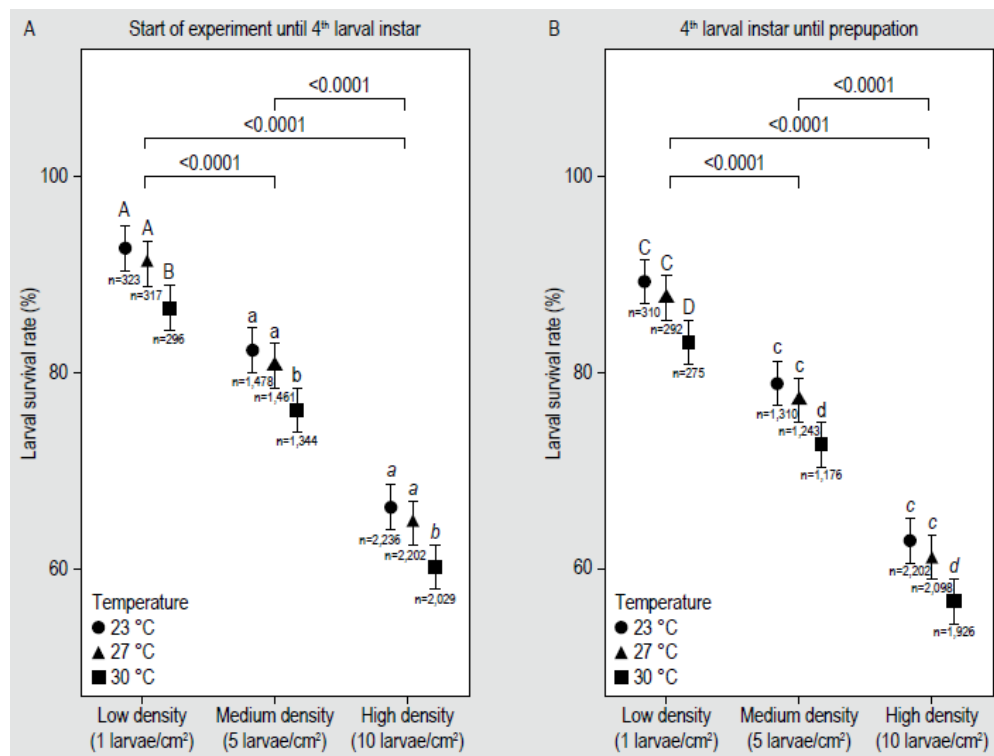 A
Start of experiment until 4th larval instar
<0.0001
<0.0001
<0.0001
Larval survival rate (%)
100
80
60
A
A
B
n=323
n=317
n=296
a
a
b
n=1,478
n=1,461
n=1,344
a
a
b
n=2,236
n=2,202
n=2,029
Temperature
23 °C
27 °C
30 °C
Low density
(1 larvae/cm²)
Medium density
(5 larvae/cm²)
High density
(10 larvae/cm²)
B
4th larval instar until prepupation
<0.0001
<0.0001
<0.0001
Larval survival rate (%)
100
80
60
C
C
D
n=310
n=292
n=275
c
c
d
n=1,310
n=1,243
n=1,176
c
c
d
n=2,202
n=2,098
n=1,926
Temperature
23 °C
27 °C
30 °C
Low density
(1 larvae/cm²)
Medium density
(5 larvae/cm²)
High density
(10 larvae/cm²)